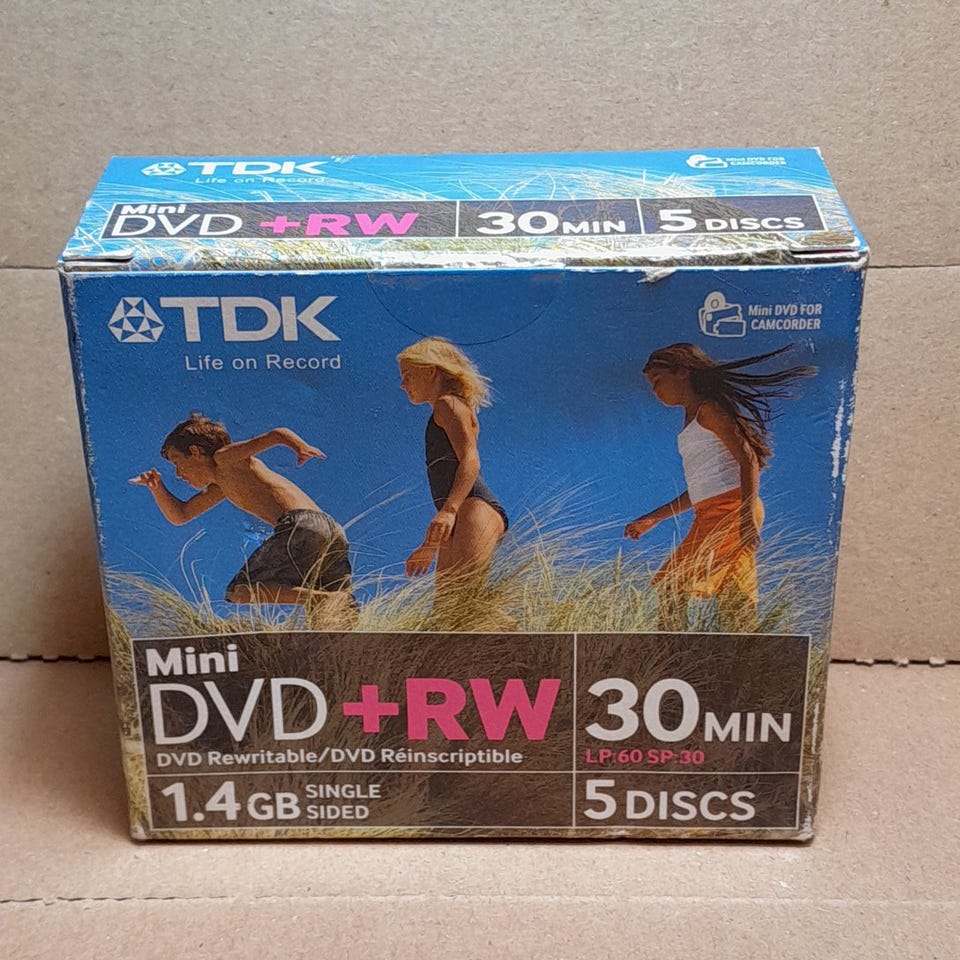 TDK
Life on Record
Mini DVD FOR
CAMCORDER
Mini
DVD +RW
30 MIN
5 DISCS
TDK
Life on Record
Mini DVD FOR
CAMCORDER
Mini
DVD +RW
DVD Rewritable/DVD Réinscriptible
30 MIN
LP:60 SP:30
1.4 GB SINGLE
SIDED
5 DISCS